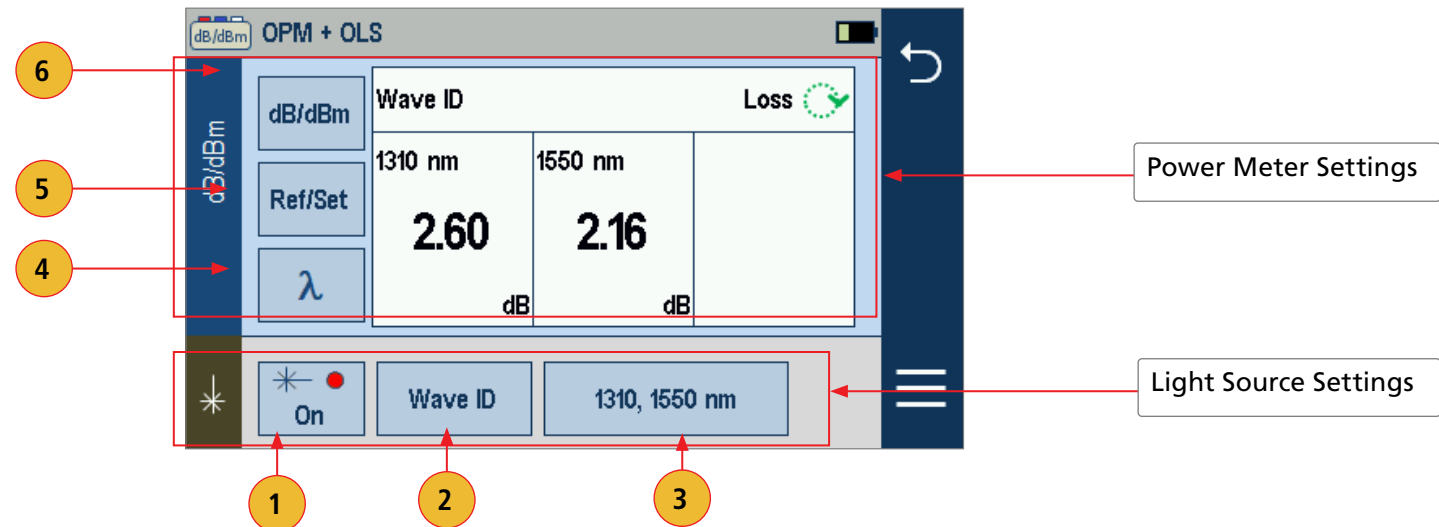 dB/dBm OPM + OLS
6
dB/dBm
Wave ID Loss
dB/dBm
1310 nm 1550 nm
Power Meter Settings
5
Ref/Set
2.60 2.16
4
λ
dB dB
Light Source Settings
On
Wave ID
1310, 1550 nm
1
2
3